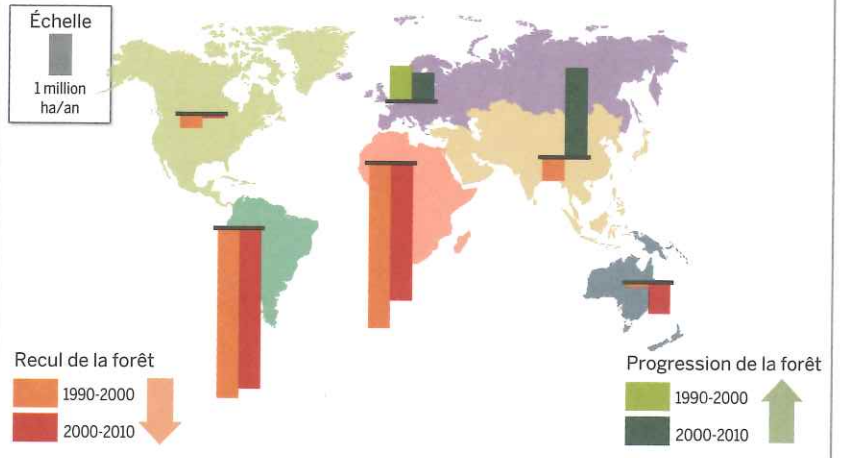 Échelle
1 million
ha/an
Recul de la forêt
1990-2000
2000-2010
Progression de la forêt
1990-2000
2000-2010